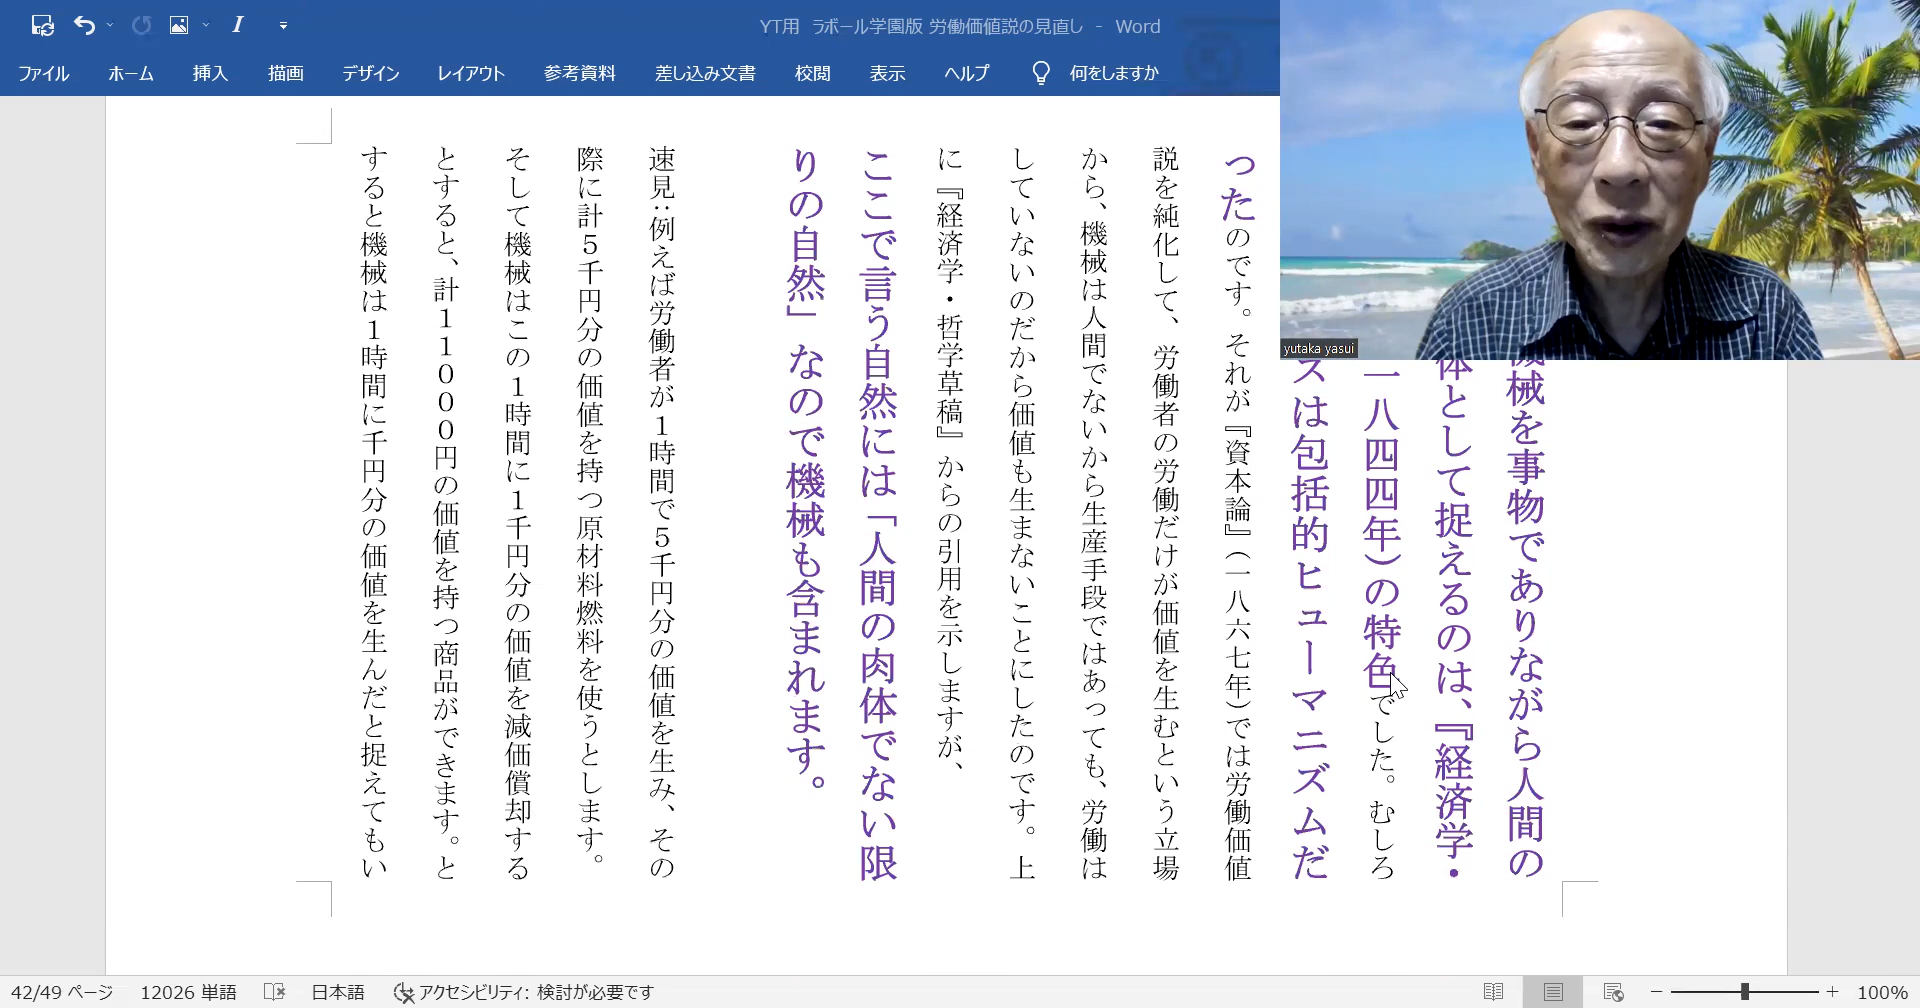 YT用 ラボール学園版 労働価値説の見直し - Word
ファイル ホーム 挿入 描画 デザイン レイアウト 参考資料 差し込み文書 校閲 表示 ヘルプ 何をしますか
yutaka yasui
械を事物でありながら人間の
体として捉えるのは、『経済学・
一八四四年）の特色でした。むしろ
スは包括的ヒューマニズムだ
ったのです。それが『資本論』（一八六七年）では労働価値
説を純化して、労働者の労働だけが価値を生むという立場
から、機械は人間でないから生産手段ではあっても、労働は
していないのだから価値も生まないことにしたのです。上
に『経済学・哲学草稿』からの引用を示しますが、
ここで言う自然には「人間の肉体でない限
りの自然」なので機械も含まれます。
速見：例えば労働者が１時間で５千円分の価値を生み、その
際に計５千円分の価値を持つ原材料燃料を使うとします。
そして機械はこの１時間に１千円分の価値を減価償却する
とすると、計１１０００円の価値を持つ商品ができます。と
すると機械は１時間に千円分の価値を生んだと捉えてもい
42/49 ページ 12026 単語 日本語 アクセシビリティ: 検討が必要です 100%